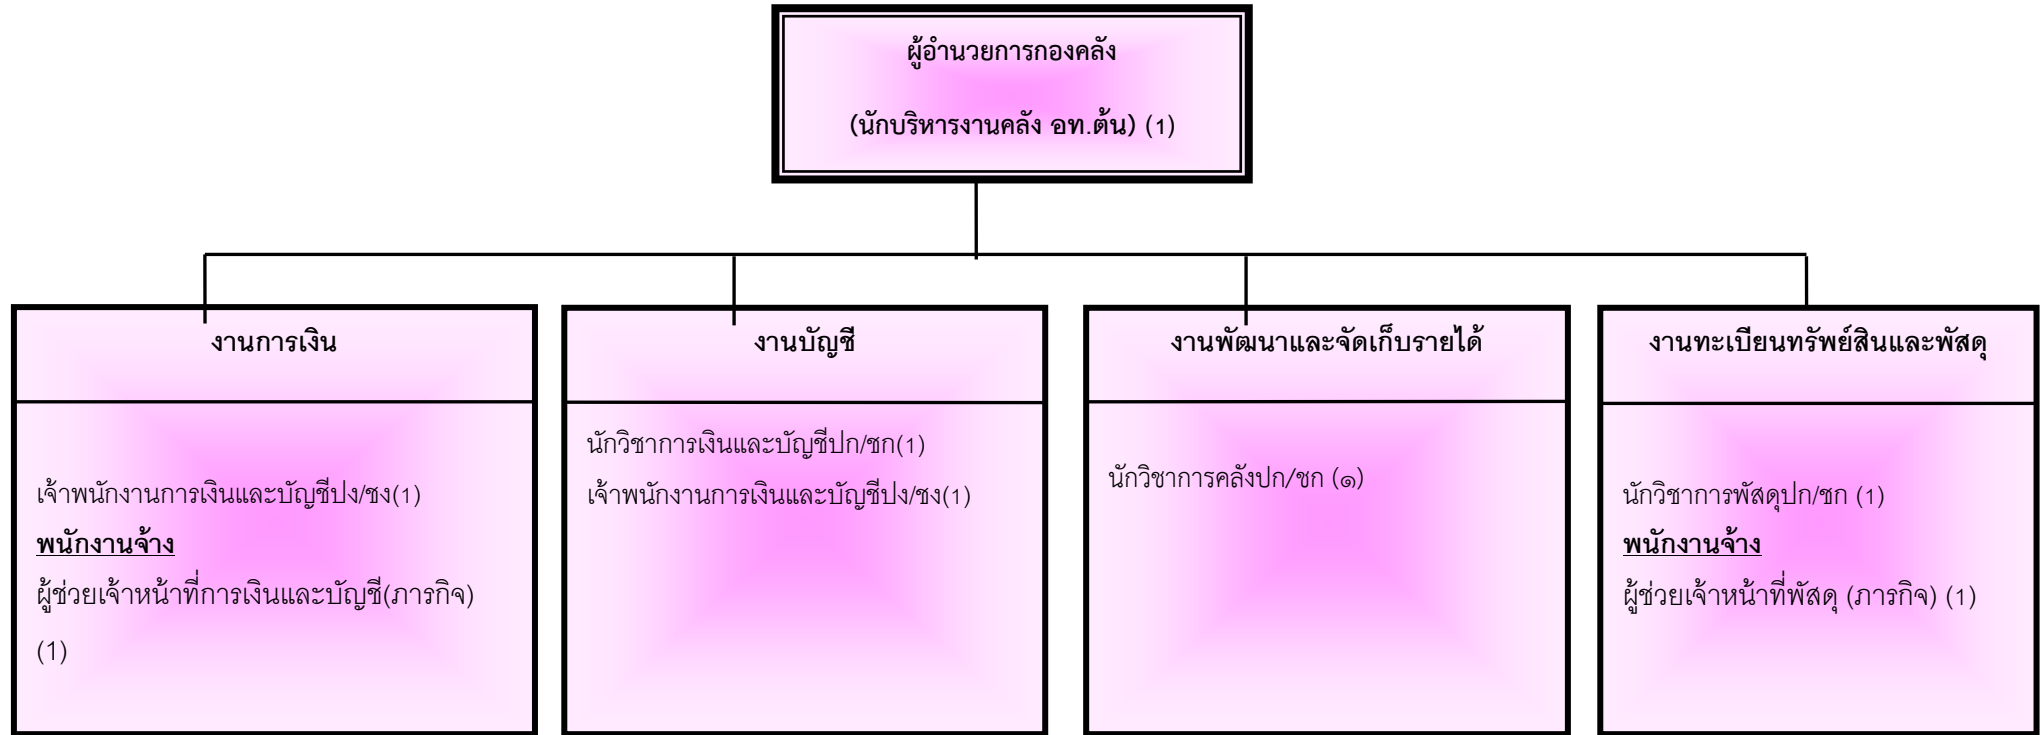 ผู้อำนวยการกองคลัง
(นักบริหารงานคลัง อท.ต้น) (1)
งานการเงิน
เจ้าพนักงานการเงินและบัญชีปง/ชง(1)
พนักงานจ้าง
ผู้ช่วยเจ้าหน้าที่การเงินและบัญชี(ภารกิจ)
(1)
งานบัญชี
นักวิชาการเงินและบัญชีปก/ชก(1)
เจ้าพนักงานการเงินและบัญชีปง/ชง(1)
งานพัฒนาและจัดเก็บรายได้
นักวิชาการคลังปก/ชก (๑)
งานทะเบียนทรัพย์สินและพัสดุ
นักวิชาการพัสดุปก/ชก (1)
พนักงานจ้าง
ผู้ช่วยเจ้าหน้าที่พัสดุ (ภารกิจ) (1)